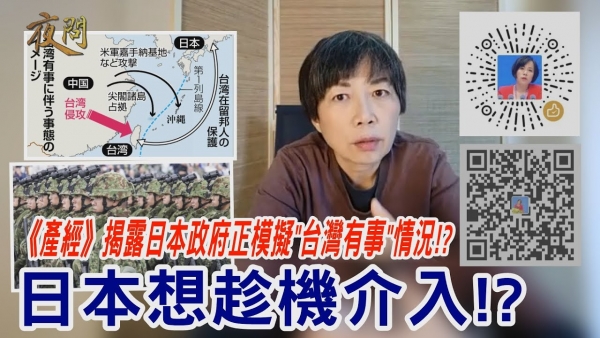 夜問
台湾有事に伴う事態の
イメージ
米軍嘉手納基地
など攻撃
日本
第1列島線
台湾在留邦人の
保護
中国
尖閣諸島
占拠
台湾
侵攻
沖縄
台湾
《產經》揭露日本政府正模擬"台灣有事"情況!?
日本想趁機介入!?